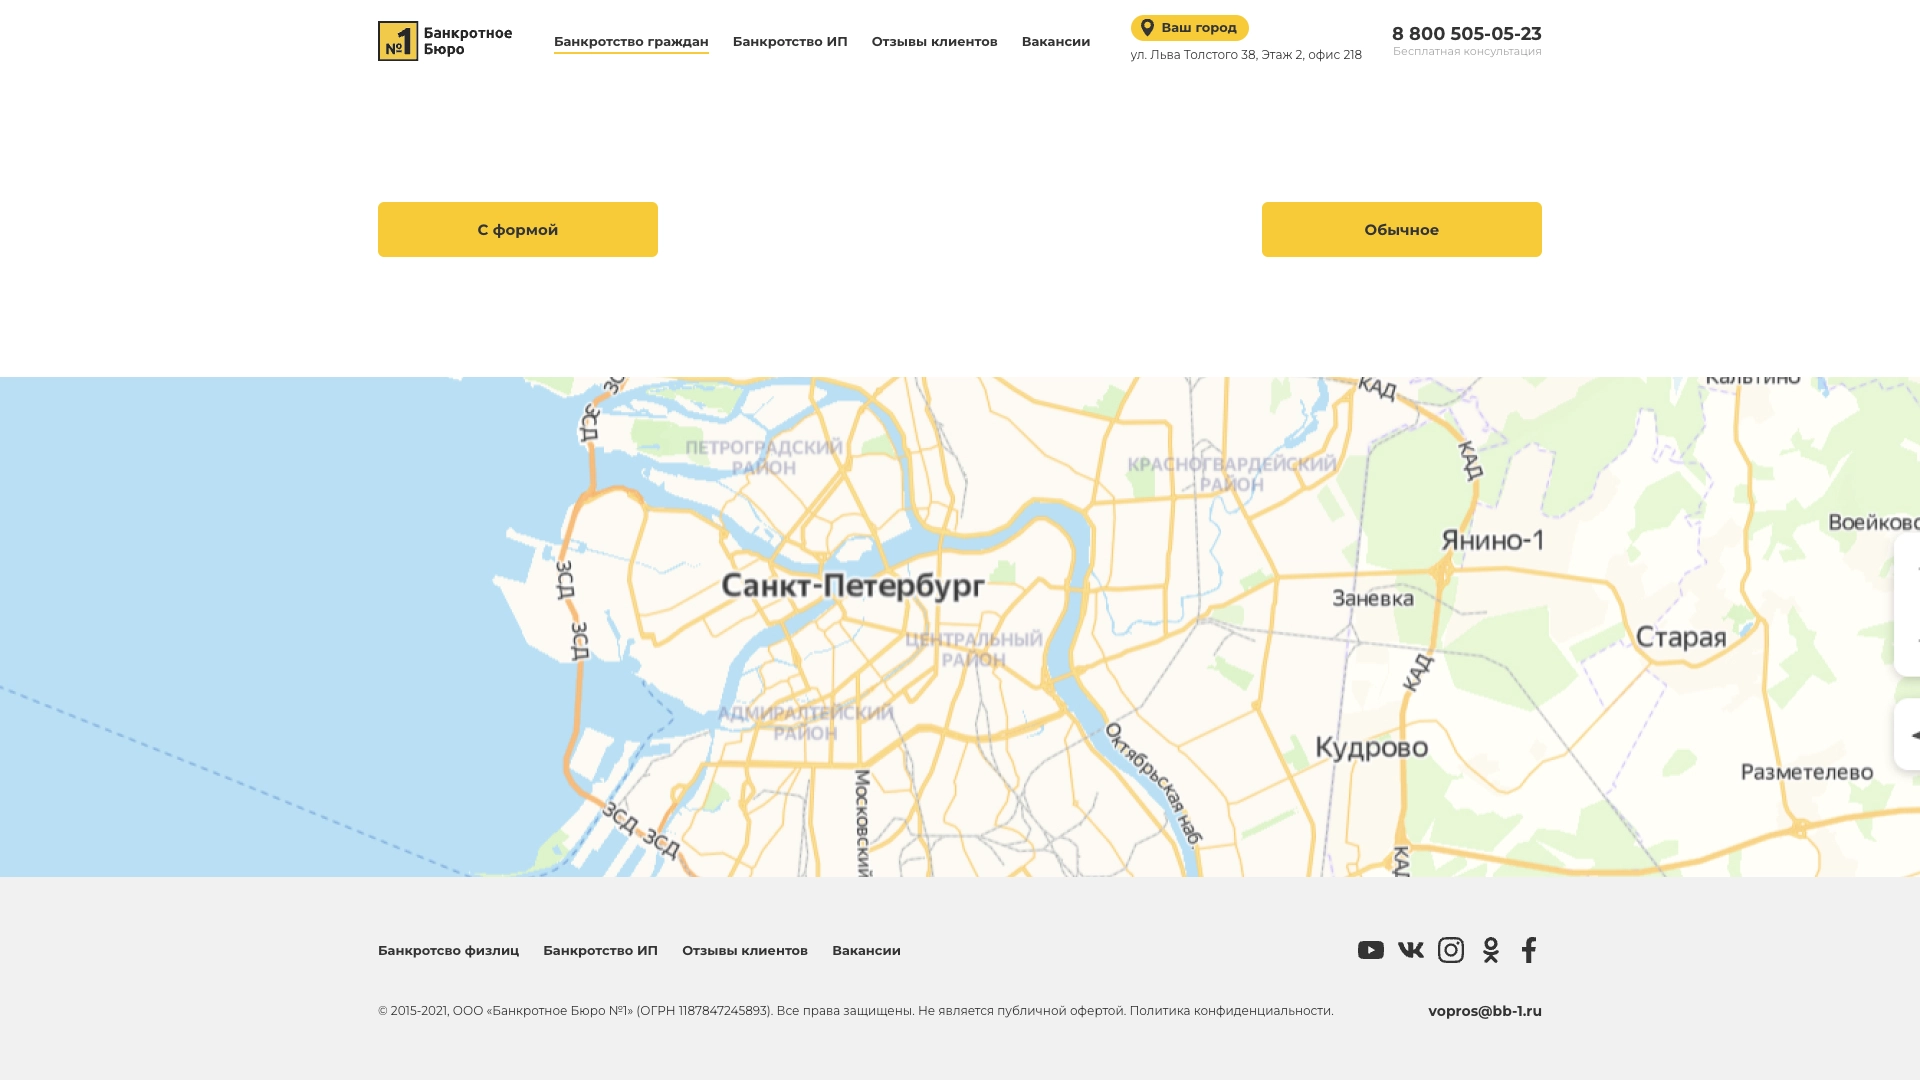 №1 Банкротное
Бюро
Банкротство граждан
Банкротство ИП
Отзывы клиентов
Вакансии
Ваш город
ул. Льва Толстого 38, Этаж 2, офис 218
8 800 505-05-23
Бесплатная консультация
С формой
Обычное
ЗСД
КАД
Кальтино
ЗСД
ПЕТРОГРАДСКИЙ
РАЙОН
КРАСНОГВАРДЕЙСКИЙ
РАЙОН
КАД
Воейково
Янино-1
ЗСД
Санкт-Петербург
Заневка
ЗСД
ЦЕНТРАЛЬНЫЙ
РАЙОН
Старая
КАД
АДМИРАЛТЕЙСКИЙ
РАЙОН
Октябрьская наб.
Кудрово
Разметелево
Московский
ЗСД
ЗСД
КАД
Банкротсво физлиц
Банкротство ИП
Отзывы клиентов
Вакансии
© 2015-2021, ООО «Банкротное Бюро №1» (ОГРН 1187847245893). Все права защищены. Не является публичной офертой. Политика конфиденциальности.
vopros@bb-1.ru